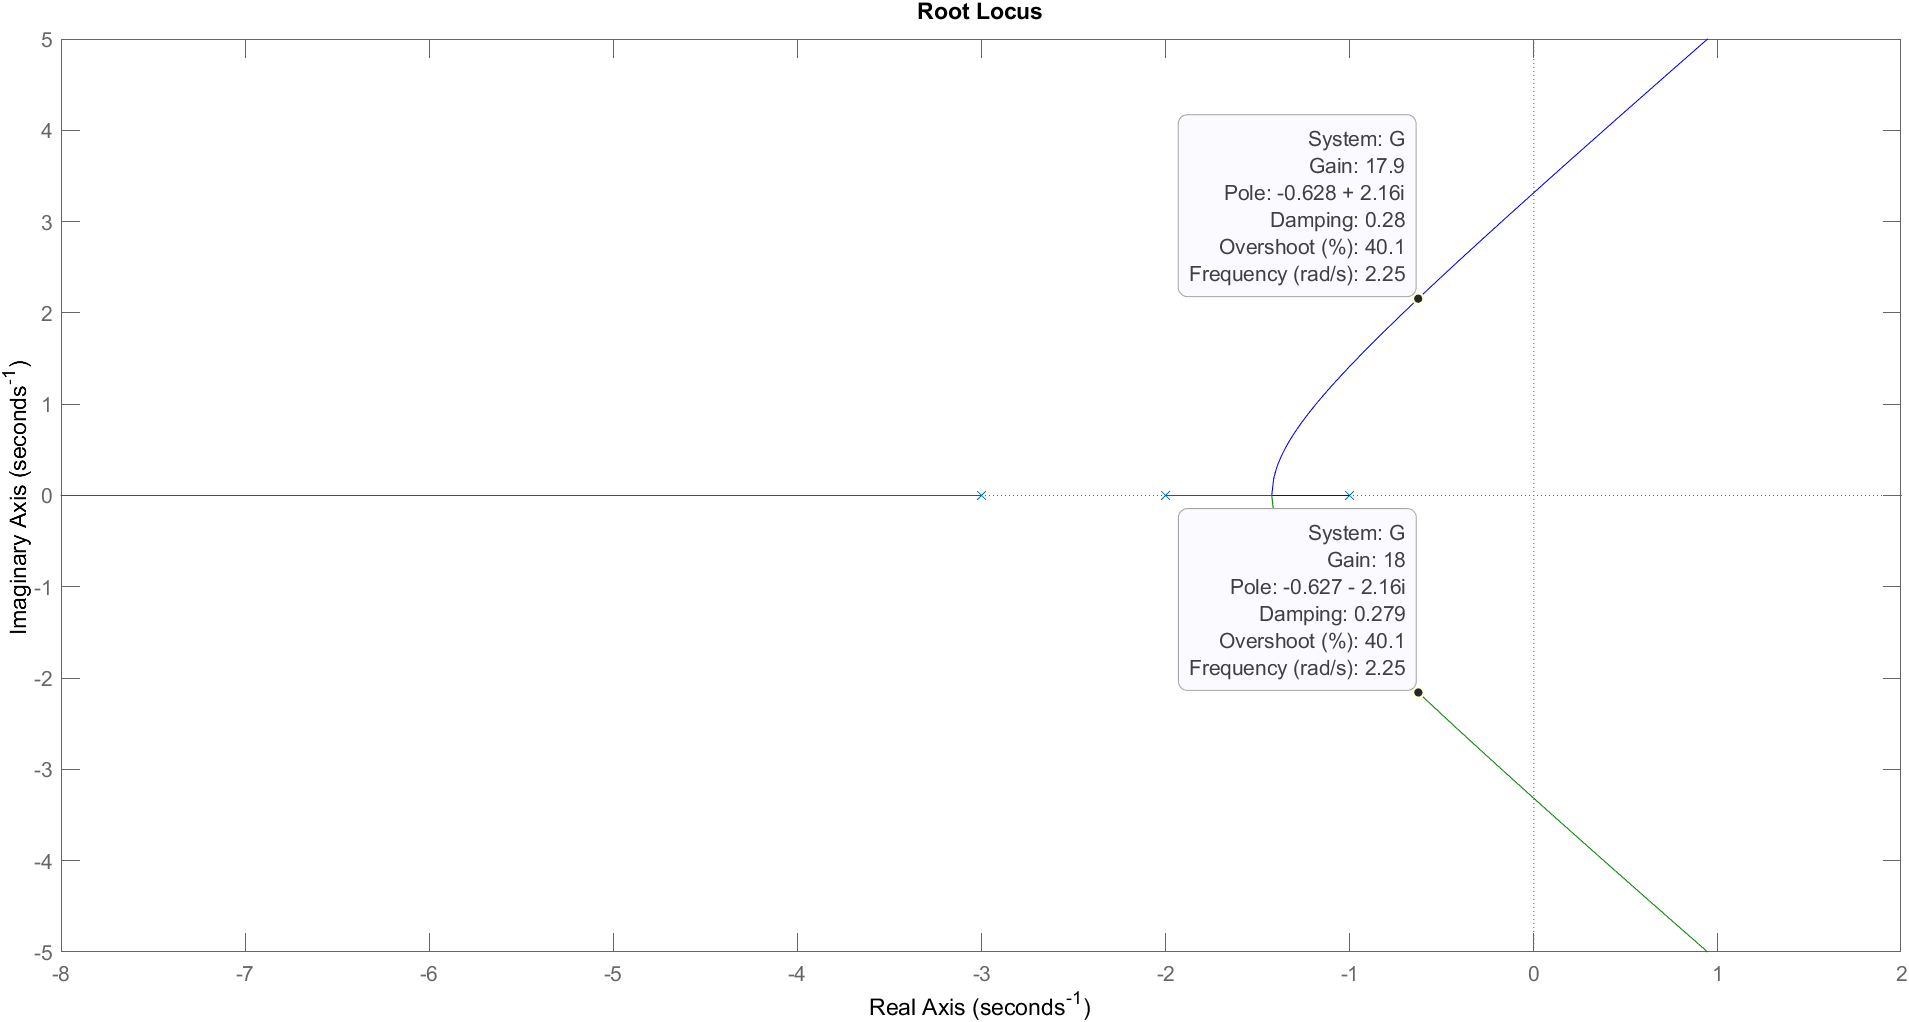 Root Locus
5
4
3
2
1
0
-1
-2
-3
-4
-5
Imaginary Axis (seconds⁻¹)
System: G
Gain: 17.9
Pole: -0.628 + 2.16i
Damping: 0.28
Overshoot (%): 40.1
Frequency (rad/s): 2.25
System: G
Gain: 18
Pole: -0.627 - 2.16i
Damping: 0.279
Overshoot (%): 40.1
Frequency (rad/s): 2.25
-8 -7 -6 -5 -4 -3 -2 -1 0 1 2
Real Axis (seconds⁻¹)